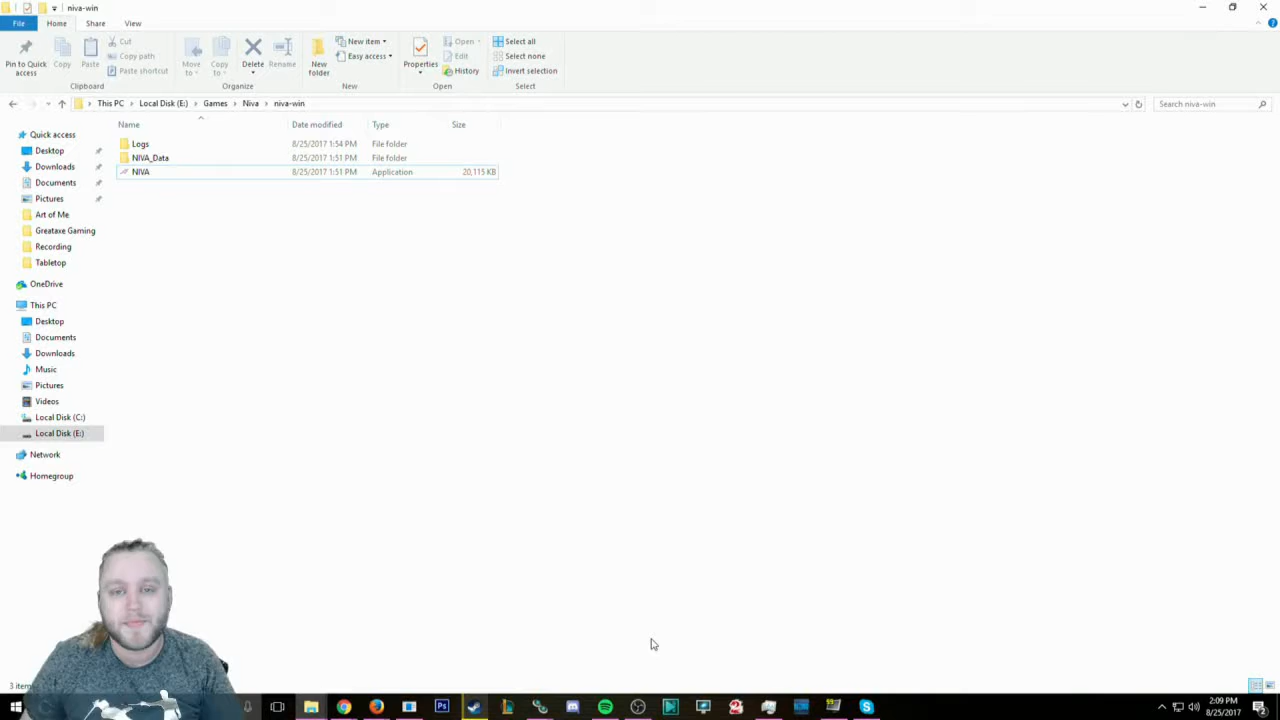 niva-win
File Home Share View
Pin to Quick access
Copy
Paste
Cut
Copy path
Paste shortcut
Move to
Copy to
Delete
Rename
New folder
New item
Easy access
Properties
Open
Edit
History
Select all
Select none
Invert selection
Clipboard Organize New Open Select
This PC Local Disk (E:) Games Niva niva-win
Search niva-win
Name Date modified Type Size
Logs 8/25/2017 1:54 PM File folder
NIVA_Data 8/25/2017 1:51 PM File folder
NIVA 8/25/2017 1:51 PM Application 20,115 KB
Quick access
Desktop
Downloads
Documents
Pictures
Art of Me
Greataxe Gaming
Recording
Tabletop
OneDrive
This PC
Desktop
Documents
Downloads
Music
Pictures
Videos
Local Disk (C:)
Local Disk (E:)
Network
Homegroup
3 item
Ps
2:09 PM
8/25/2017
2